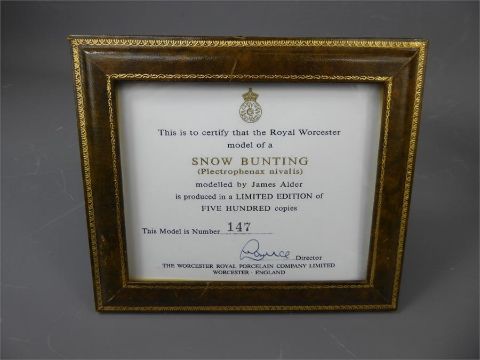 This is to certify that the Royal Worcester
model of a
SNOW BUNTING
(Plectrophenax nivalis)
modelled by James Alder
is produced in a LIMITED EDITION of
FIVE HUNDRED copies
This Model is Number 147
Director
THE WORCESTER ROYAL PORCELAIN COMPANY LIMITED
WORCESTER · ENGLAND